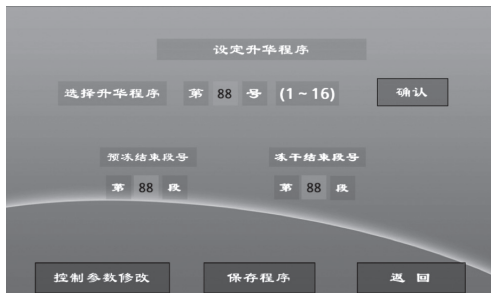 设定升华程序
选择升华程序 第 88 号 (1~16) 确认
预冻结束段号 冻干结束段号
第 88 段 第 88 段
控制参数修改 保存程序 返回